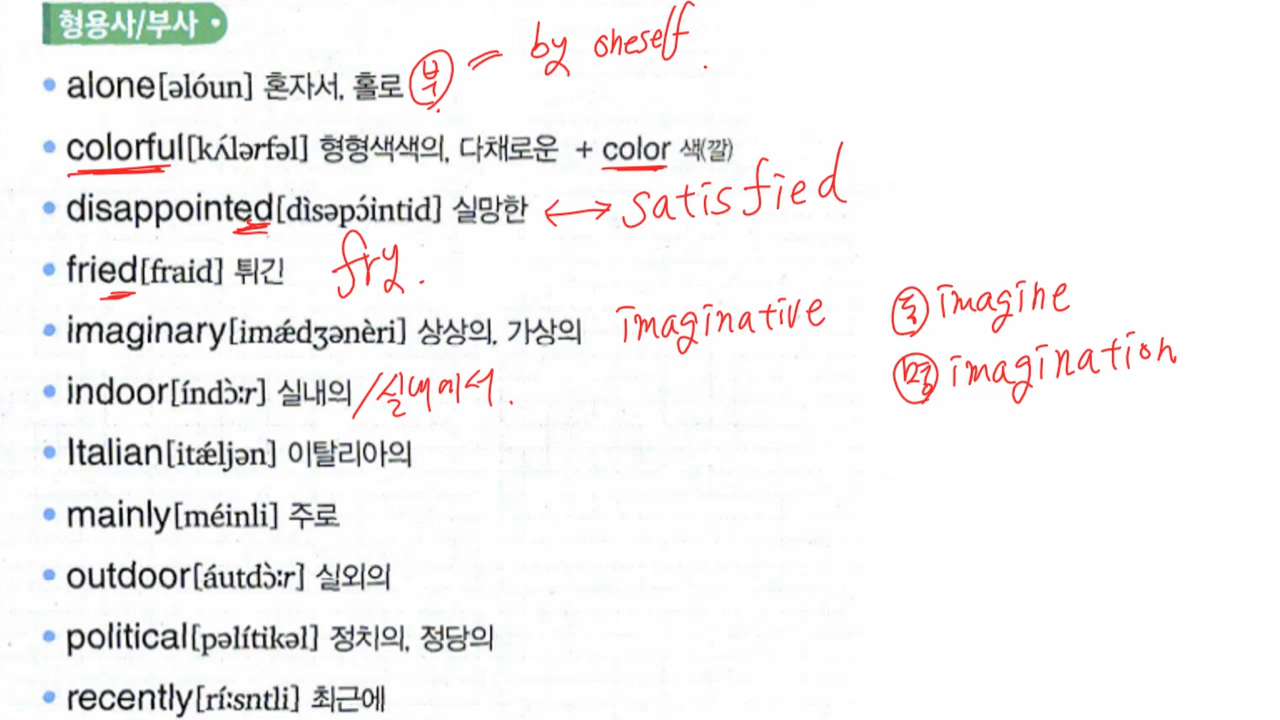 형용사/부사 •
alone[əlóun] 혼자서, 홀로 부 = by oneself.
colorful[kʌ́lərfəl] 형형색색의, 다채로운 + color 색(깔)
disappointed[dìsəpɔ́intid] 실망한 ↔ satisfied
fried[fraid] 튀긴 fry.
imaginary[imǽdʒənèri] 상상의, 가상의 imaginative 동 imagine
명 imagination
indoor[índɔ̀ːr] 실내의 /실내에서.
Italian[itǽljən] 이탈리아의
mainly[méinli] 주로
outdoor[áutdɔ̀ːr] 실외의
political[pəlítikəl] 정치의, 정당의
recently[ríːsntli] 최근에